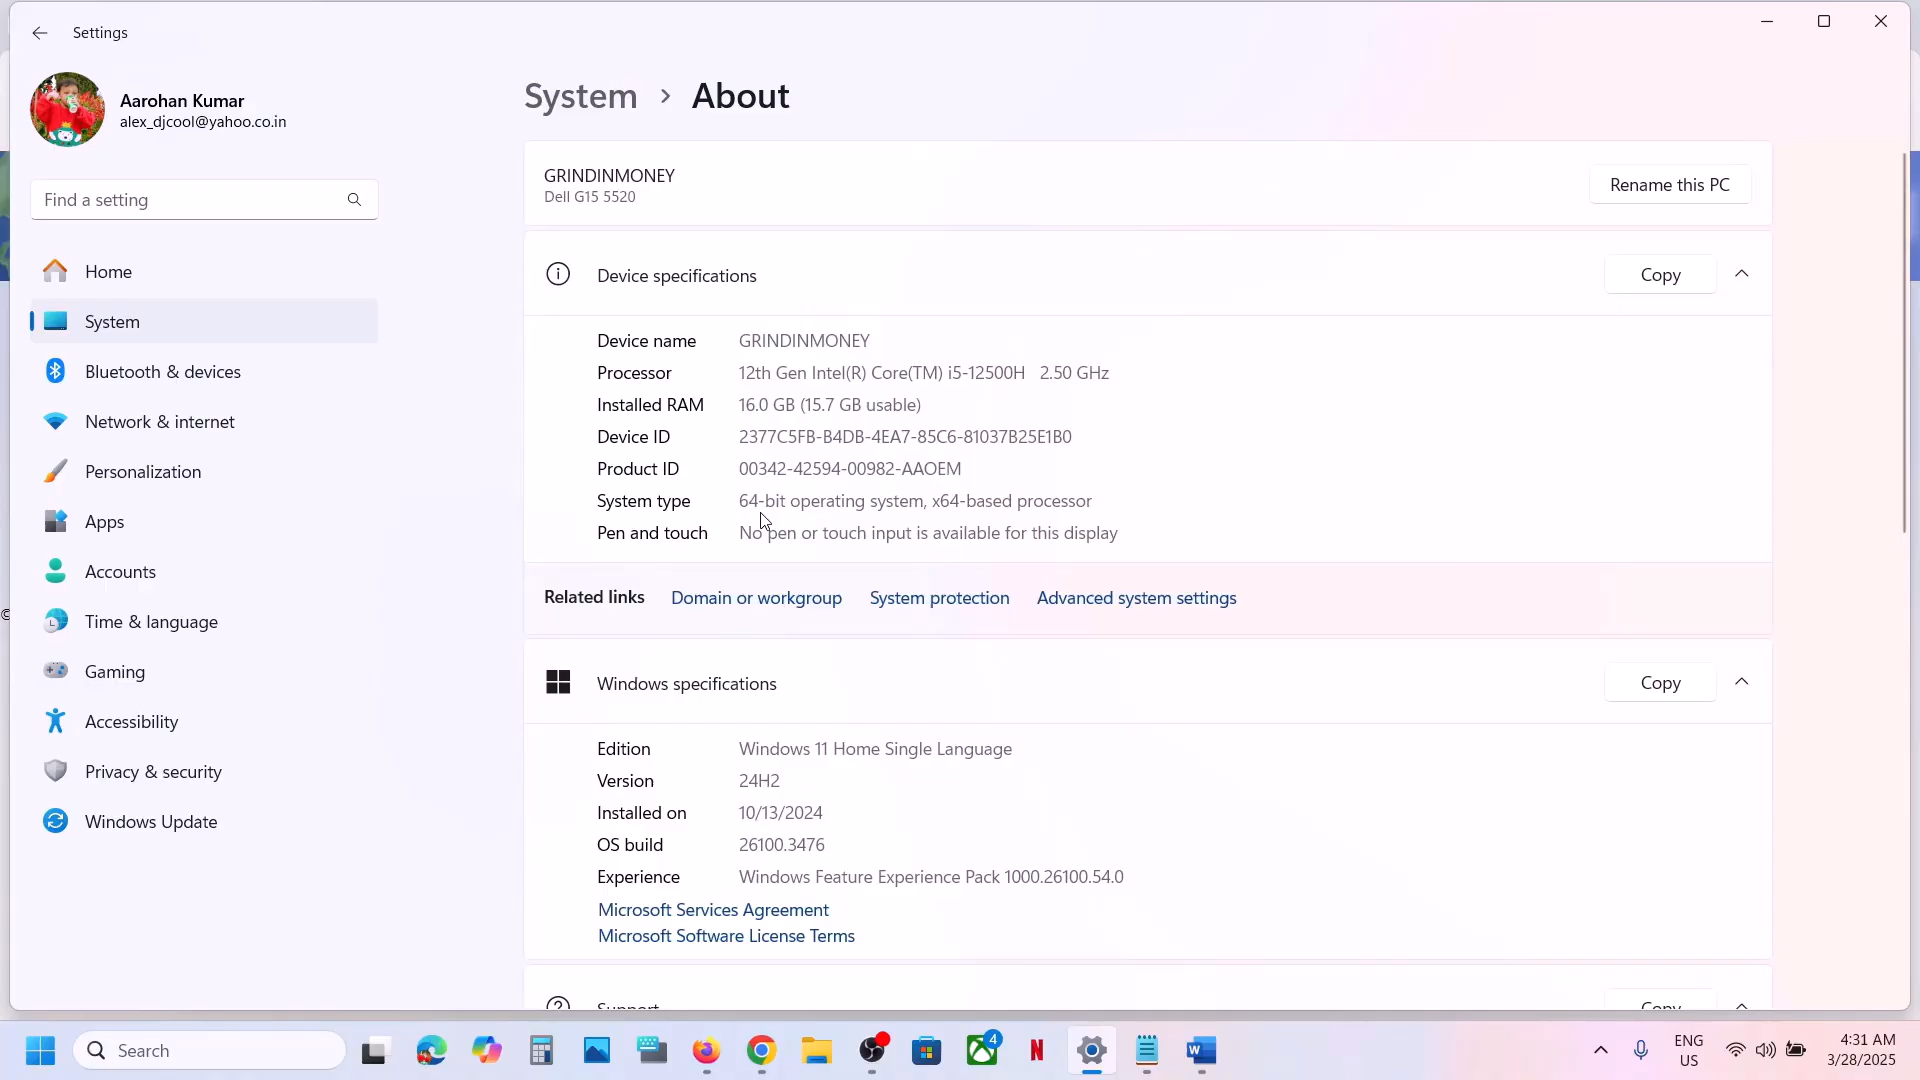 Settings
Aarohan Kumar
alex_djcool@yahoo.co.in
Find a setting
Home
System
Bluetooth & devices
Network & internet
Personalization
Apps
Accounts
Time & language
Gaming
Accessibility
Privacy & security
Windows Update
System > About
GRINDINMONEY
Dell G15 5520
Rename this PC
Device specifications
Copy
Device name GRINDINMONEY
Processor 12th Gen Intel(R) Core(TM) i5-12500H 2.50 GHz
Installed RAM 16.0 GB (15.7 GB usable)
Device ID 2377C5FB-B4DB-4EA7-85C6-81037B25E1B0
Product ID 00342-42594-00982-AAOEM
System type 64-bit operating system, x64-based processor
Pen and touch No pen or touch input is available for this display
Related links Domain or workgroup System protection Advanced system settings
Windows specifications
Copy
Edition Windows 11 Home Single Language
Version 24H2
Installed on 10/13/2024
OS build 26100.3476
Experience Windows Feature Experience Pack 1000.26100.54.0
Microsoft Services Agreement
Microsoft Software License Terms
Support
Copy
©
Search
4
N
W
ENG
US
4:31 AM
3/28/2025